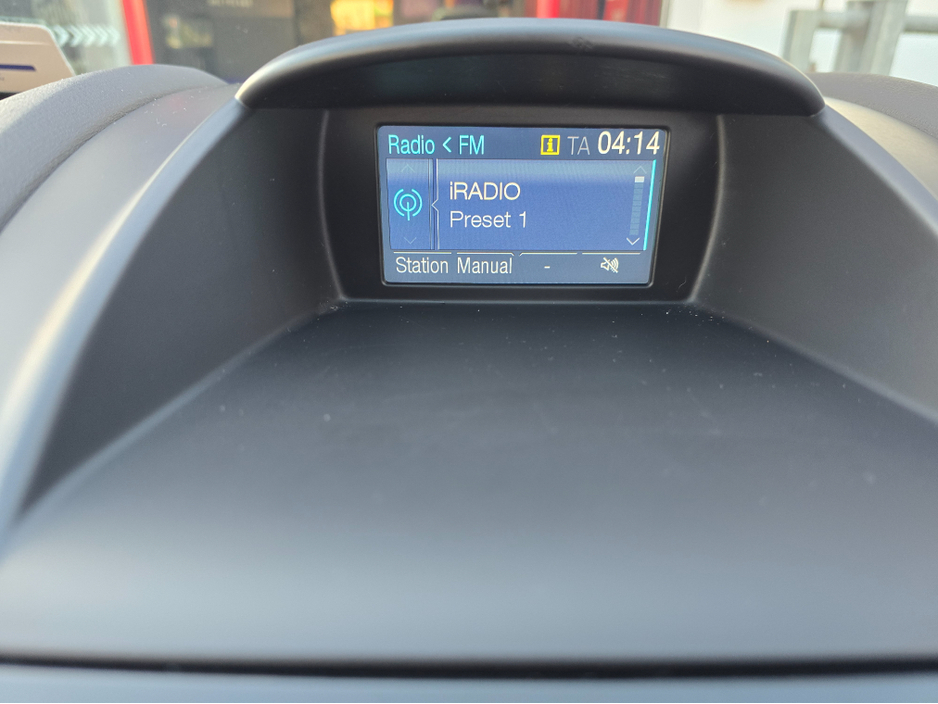 Radio < FM i TA 04:14
iRADIO
Preset 1
Station Manual -